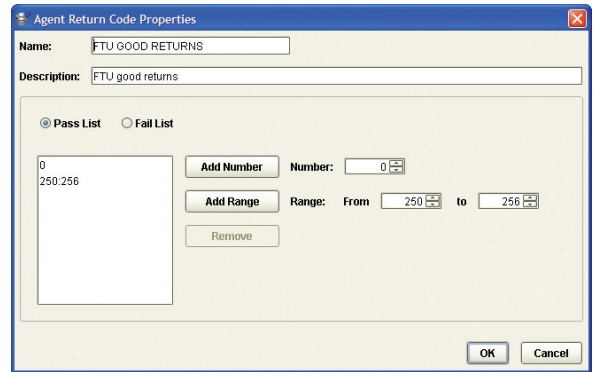 Agent Return Code Properties
Name: FTU GOOD RETURNS
Description: FTU good returns
Pass List Fail List
0
250:256
Add Number Number: 0
Add Range Range: From 250 to 256
Remove
OK Cancel